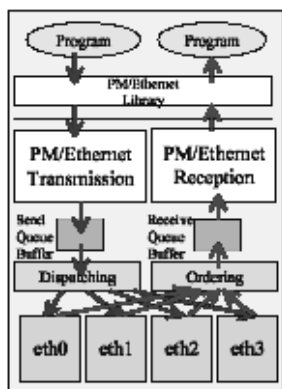 Program
Program
PM/Ethernet
Library
PM/Ethernet
Transmission
PM/Ethernet
Reception
Send
Queue
Buffer
Receive
Queue
Buffer
Dispatching
Ordering
eth0
eth1
eth2
eth3